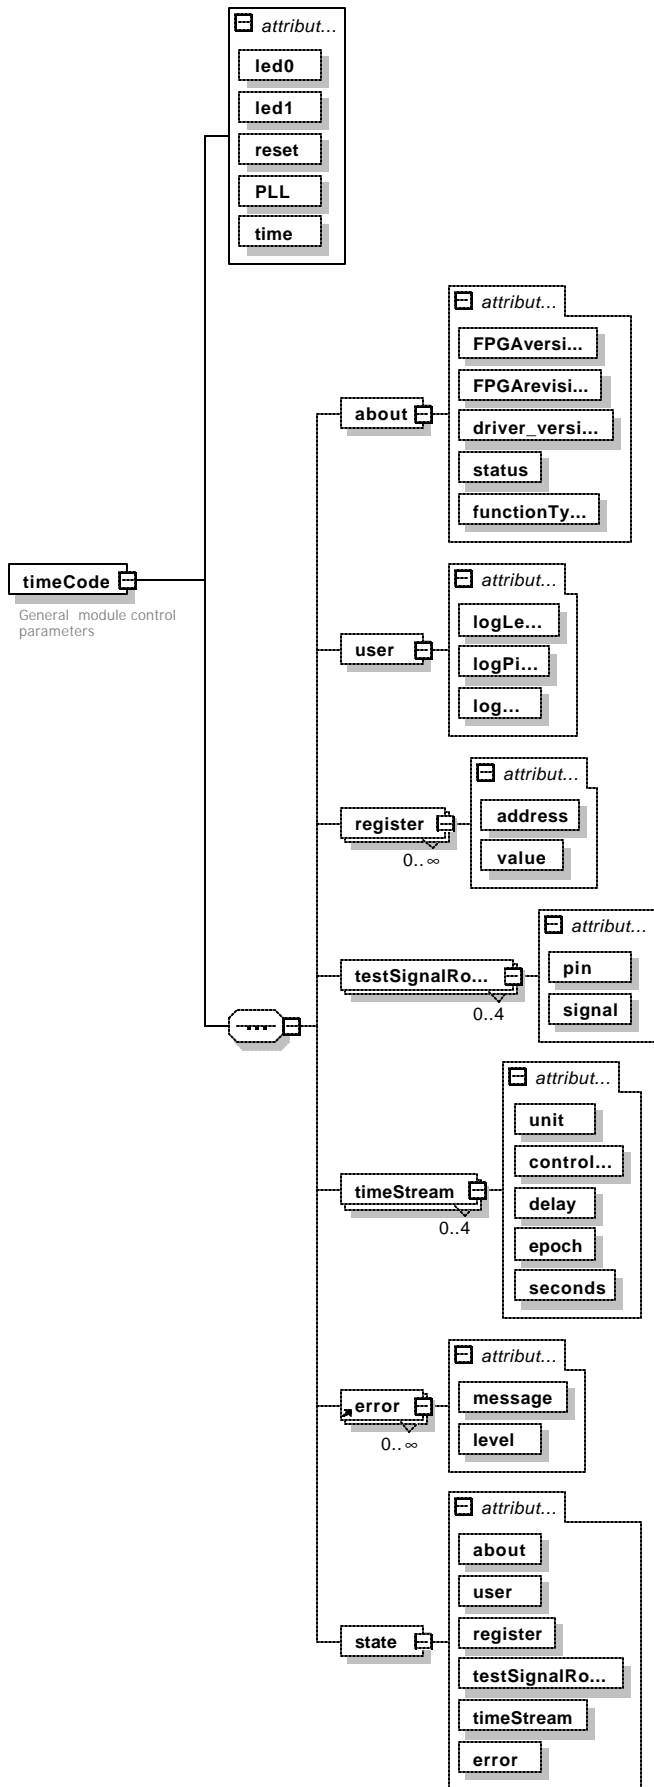 attribut...
led0
led1
reset
PLL
time
attribut...
FPGAversi...
FPGArevisi...
about
driver_versi...
status
functionTy...
timeCode
General module control
parameters
attribut...
logLe...
user
logPi...
log...
attribut...
register
address
0..∞
value
attribut...
testSignalRo...
pin
0..4
signal
attribut...
unit
control...
timeStream
delay
0..4
epoch
seconds
attribut...
error
message
0..∞
level
attribut...
about
user
state
register
testSignalRo...
timeStream
error